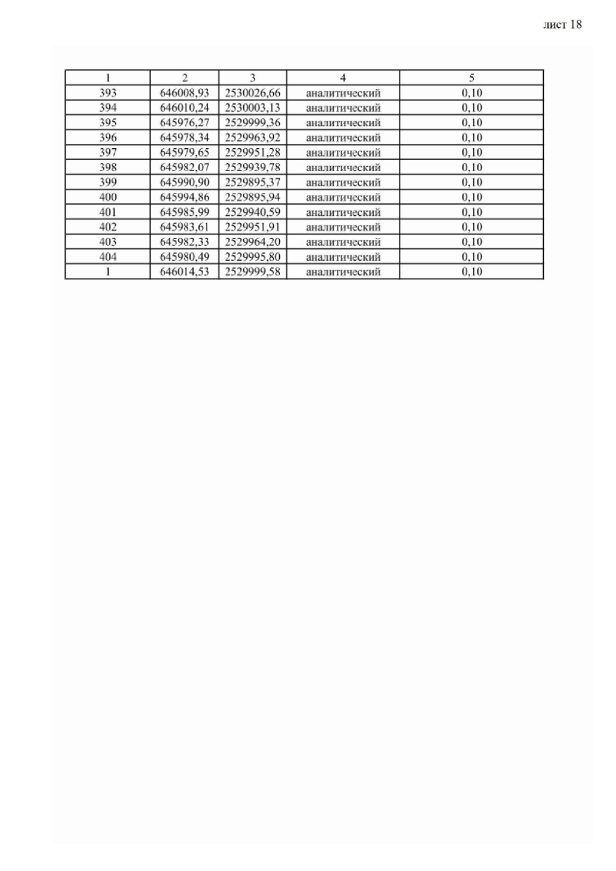 лист 18
1 2 3 4 5
393 646008,93 2530026,66 аналитический 0,10
394 646010,24 2530003,13 аналитический 0,10
395 645976,27 2529999,36 аналитический 0,10
396 645978,34 2529963,92 аналитический 0,10
397 645979,65 2529951,28 аналитический 0,10
398 645982,07 2529939,78 аналитический 0,10
399 645990,90 2529895,37 аналитический 0,10
400 645994,86 2529895,94 аналитический 0,10
401 645985,99 2529940,59 аналитический 0,10
402 645983,61 2529951,91 аналитический 0,10
403 645982,33 2529964,20 аналитический 0,10
404 645980,49 2529995,80 аналитический 0,10
1 646014,53 2529999,58 аналитический 0,10